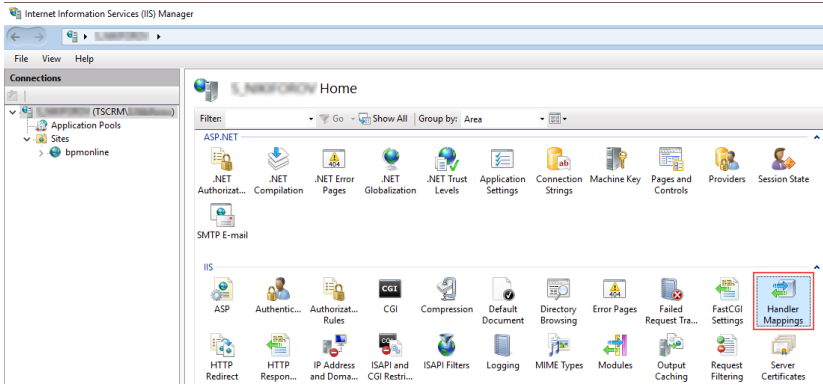 Internet Information Services (IIS) Manager
File View Help
Connections
(TSCRM\
Application Pools
Sites
bpmonline
Home
Filter: Go Show All Group by: Area
ASP.NET
.NET Authorizat...
.NET Compilation
.NET Error Pages
.NET Globalization
.NET Trust Levels
Application Settings
Connection Strings
Machine Key
Pages and Controls
Providers
Session State
SMTP E-mail
IIS
ASP
Authentic...
Authorizat... Rules
CGI
Compression
Default Document
Directory Browsing
Error Pages
Failed Request Tra...
FastCGI Settings
Handler Mappings
HTTP Redirect
HTTP Respon...
IP Address and Doma...
ISAPI and CGI Restri...
ISAPI Filters
Logging
MIME Types
Modules
Output Caching
Request Filtering
Server Certificates